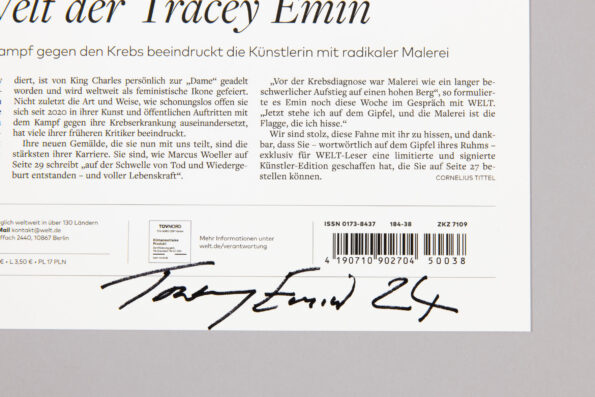 elt der Tracey Emin
ampf gegen den Krebs beeindruckt die Künstlerin mit radikaler Malerei
diert, ist von King Charles persönlich zur „Dame“ geadelt
worden und wird weltweit als feministische Ikone gefeiert.
Nicht zuletzt die Art und Weise, wie schonungslos offen sie
sich seit 2020 in ihrer Kunst und öffentlichen Auftritten mit
dem Kampf gegen ihre Krebserkrankung auseinandersetzt,
hat viele ihrer früheren Kritiker beeindruckt.
Ihre neuen Gemälde, die sie nun mit uns teilt, sind die
stärksten ihrer Karriere. Sie sind, wie Marcus Woeller auf
Seite 29 schreibt „auf der Schwelle von Tod und Wiederge-
burt entstanden – und voller Lebenskraft“.
„Vor der Krebsdiagnose war Malerei wie ein langer be-
schwerlicher Aufstieg auf einen hohen Berg“, so formulier-
te es Emin noch diese Woche im Gespräch mit WELT.
„Jetzt stehe ich auf dem Gipfel, und die Malerei ist die
Flagge, die ich hisse.“
Wir sind stolz, diese Fahne mit ihr zu hissen, und dank-
bar, dass Sie – wortwörtlich auf dem Gipfel ihres Ruhms –
exklusiv für WELT-Leser eine limitierte und signierte
Künstler-Edition geschaffen hat, die Sie auf Seite 27 be-
stellen können.
CORNELIUS TITTEL
glich weltweit in über 130 Ländern
Mail kontakt@welt.de
fach 2440, 10867 Berlin
€ • L 3,50 € • PL 17 PLN
Mehr Informationen unter
welt.de/verantwortung
ISSN 0173-8437 184-38 ZKZ 7109
4 190710 902704 50038
Tracey Emin 24